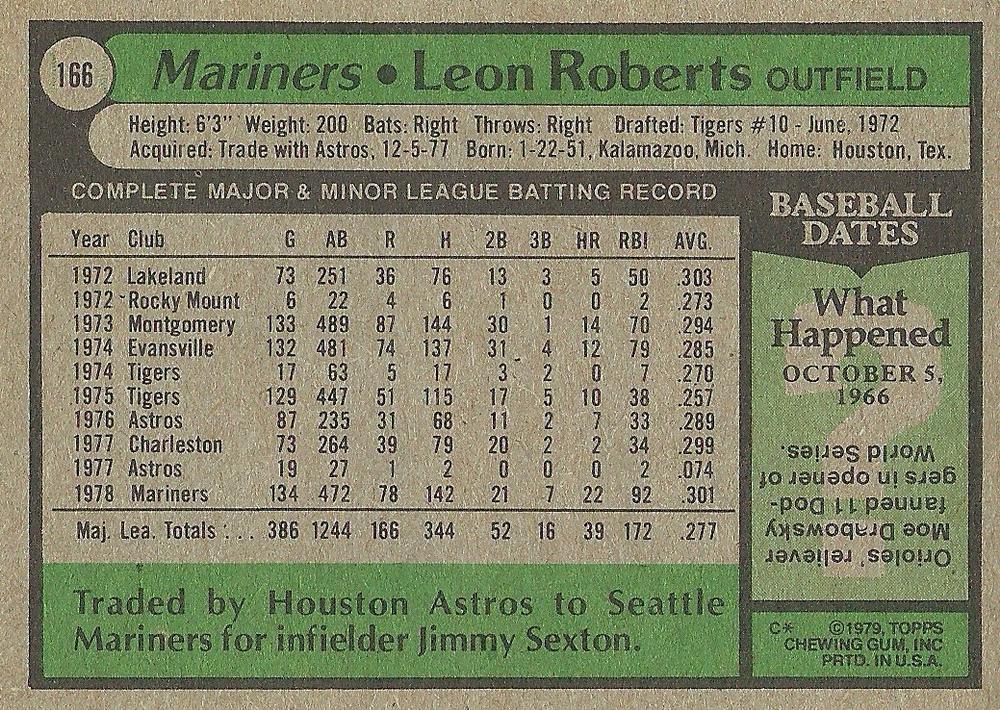 166
Mariners • Leon Roberts OUTFIELD
Height: 6'3" Weight: 200 Bats: Right Throws: Right Drafted: Tigers #10 - June, 1972
Acquired: Trade with Astros, 12-5-77 Born: 1-22-51, Kalamazoo, Mich. Home: Houston, Tex.
COMPLETE MAJOR & MINOR LEAGUE BATTING RECORD
Year Club G AB R H 2B 3B HR RBI AVG.
1972 Lakeland 73 251 36 76 13 3 5 50 .303
1972 Rocky Mount 6 22 4 6 1 0 0 2 .273
1973 Montgomery 133 489 87 144 30 1 14 70 .294
1974 Evansville 132 481 74 137 31 4 12 79 .285
1974 Tigers 17 63 5 17 3 2 0 7 .270
1975 Tigers 129 447 51 115 17 5 10 38 .257
1976 Astros 87 235 31 68 11 2 7 33 .289
1977 Charleston 73 264 39 79 20 2 2 34 .299
1977 Astros 19 27 1 2 0 0 0 2 .074
1978 Mariners 134 472 78 142 21 7 22 92 .301
Maj. Lea. Totals . . . 386 1244 166 344 52 16 39 172 .277
Traded by Houston Astros to Seattle
Mariners for infielder Jimmy Sexton.
BASEBALL
DATES
What
Happened
OCTOBER 5,
1966
Orioles' reliever
Moe Drabowsky
fanned 11 Dod-
gers in opener of
World Series.
C* ©1979, TOPPS
CHEWING GUM, INC
PRTD. IN U.S.A.